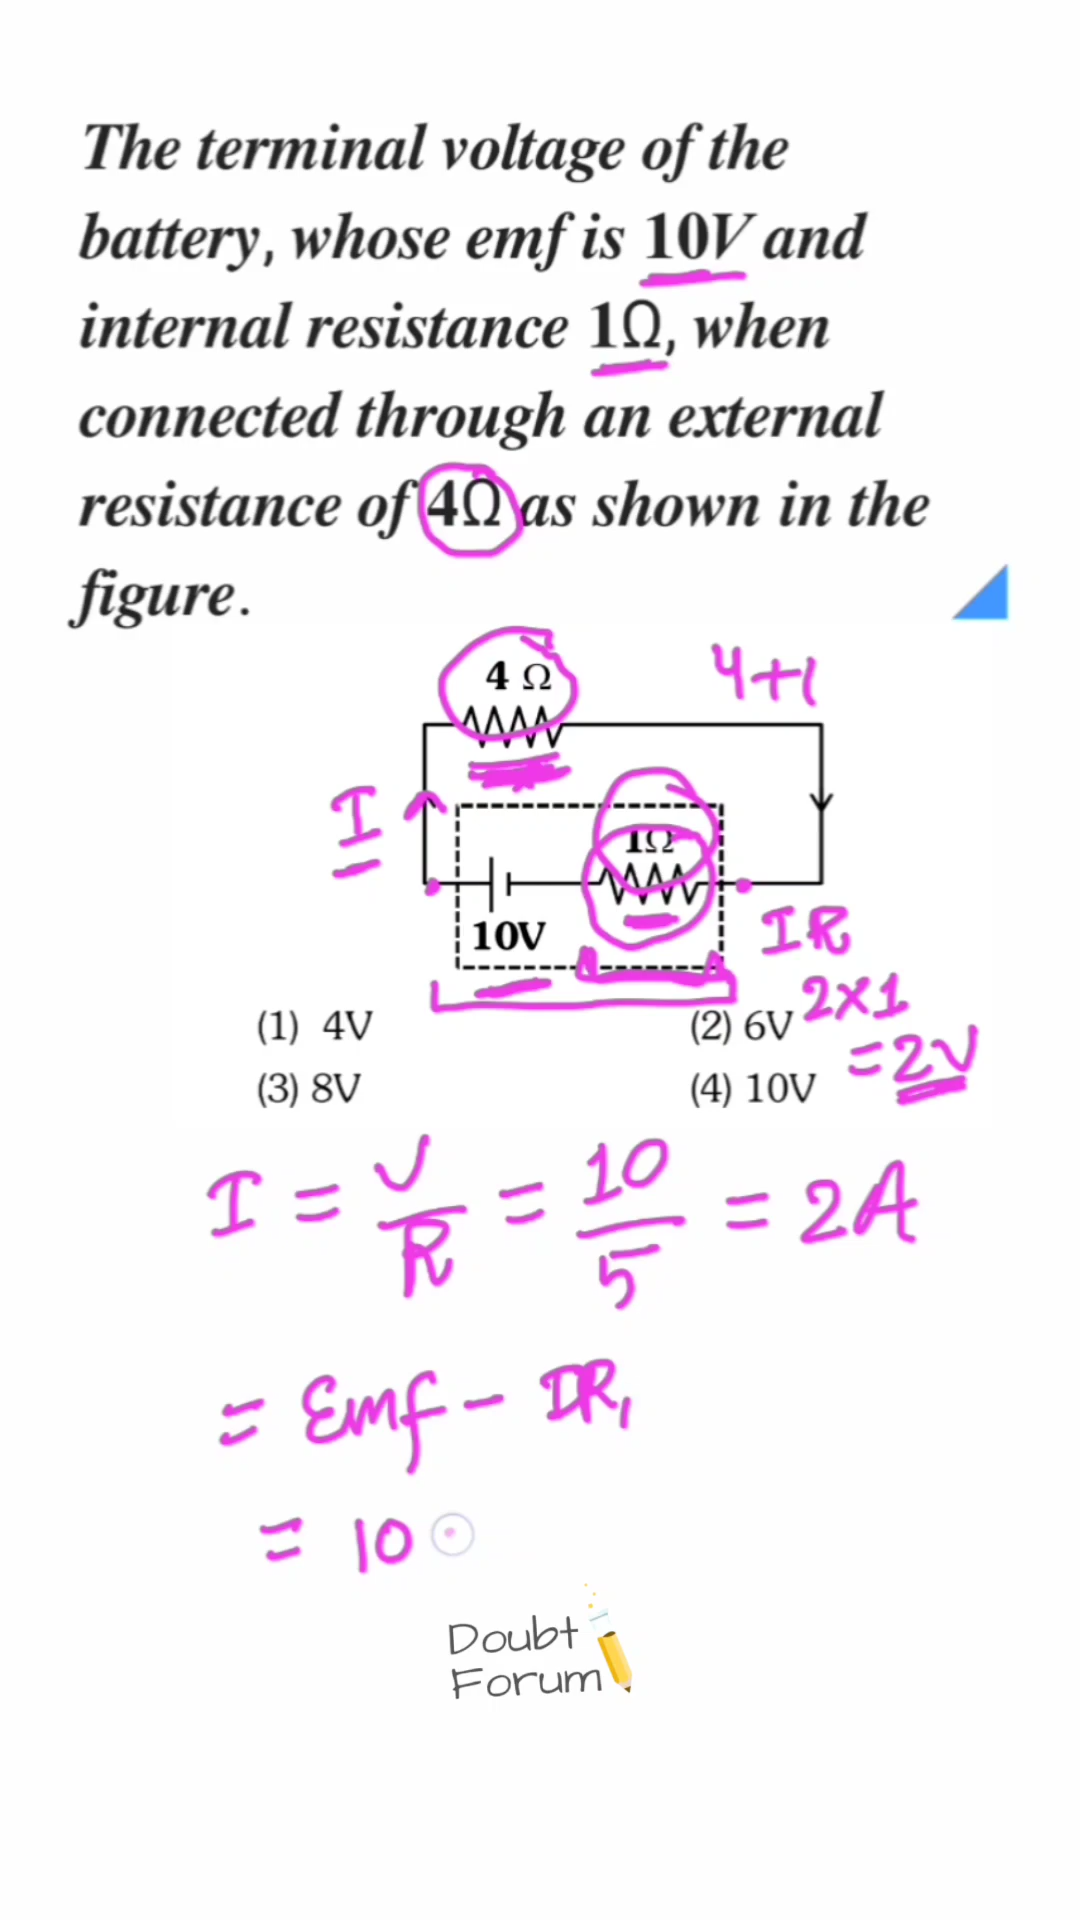 The terminal voltage of the
battery, whose emf is 10V and
internal resistance 1Ω, when
connected through an external
resistance of 4Ω as shown in the
figure.
4 Ω
4+1
I
1Ω
10V
IR
2×1
=2V
(1) 4V
(2) 6V
(3) 8V
(4) 10V
I = V/R = 10/5 = 2A
= Emf - IR₁
= 10
Doubt
Forum